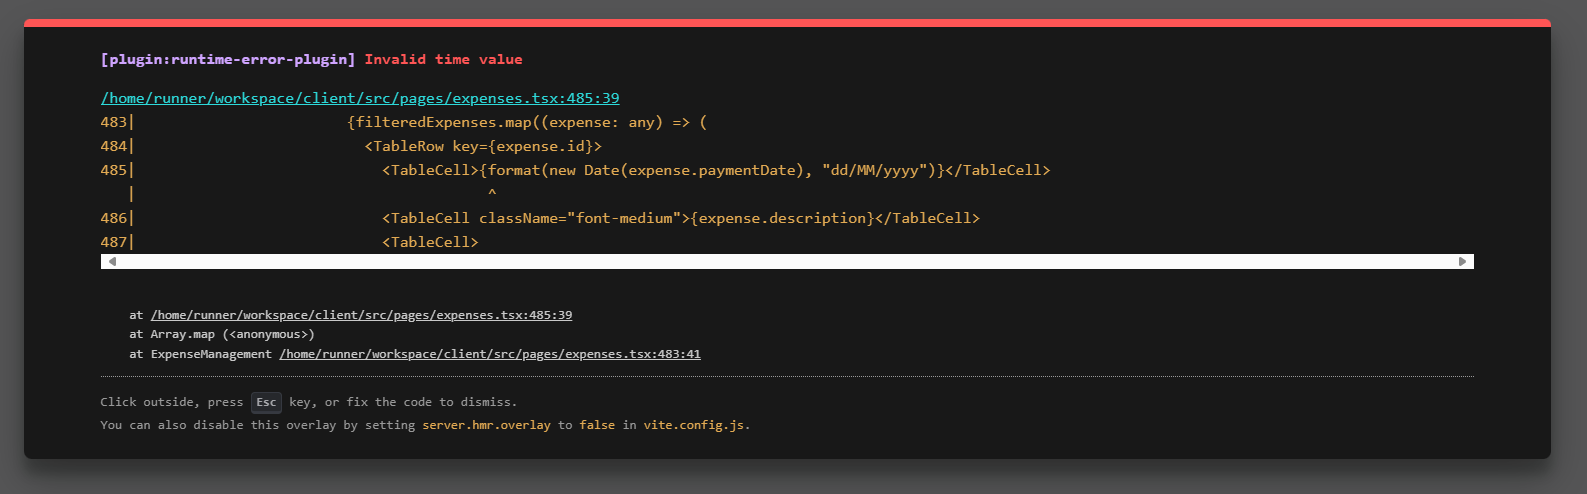 [plugin:runtime-error-plugin] Invalid time value
/home/runner/workspace/client/src/pages/expenses.tsx:485:39
483|                        {filteredExpenses.map((expense: any) => (
484|                          <TableRow key={expense.id}>
485|                            <TableCell>{format(new Date(expense.paymentDate), "dd/MM/yyyy")}</TableCell>
   |                                        ^
486|                            <TableCell className="font-medium">{expense.description}</TableCell>
487|                            <TableCell>
at /home/runner/workspace/client/src/pages/expenses.tsx:485:39
at Array.map (<anonymous>)
at ExpenseManagement /home/runner/workspace/client/src/pages/expenses.tsx:483:41
Click outside, press Esc key, or fix the code to dismiss.
You can also disable this overlay by setting server.hmr.overlay to false in vite.config.js.